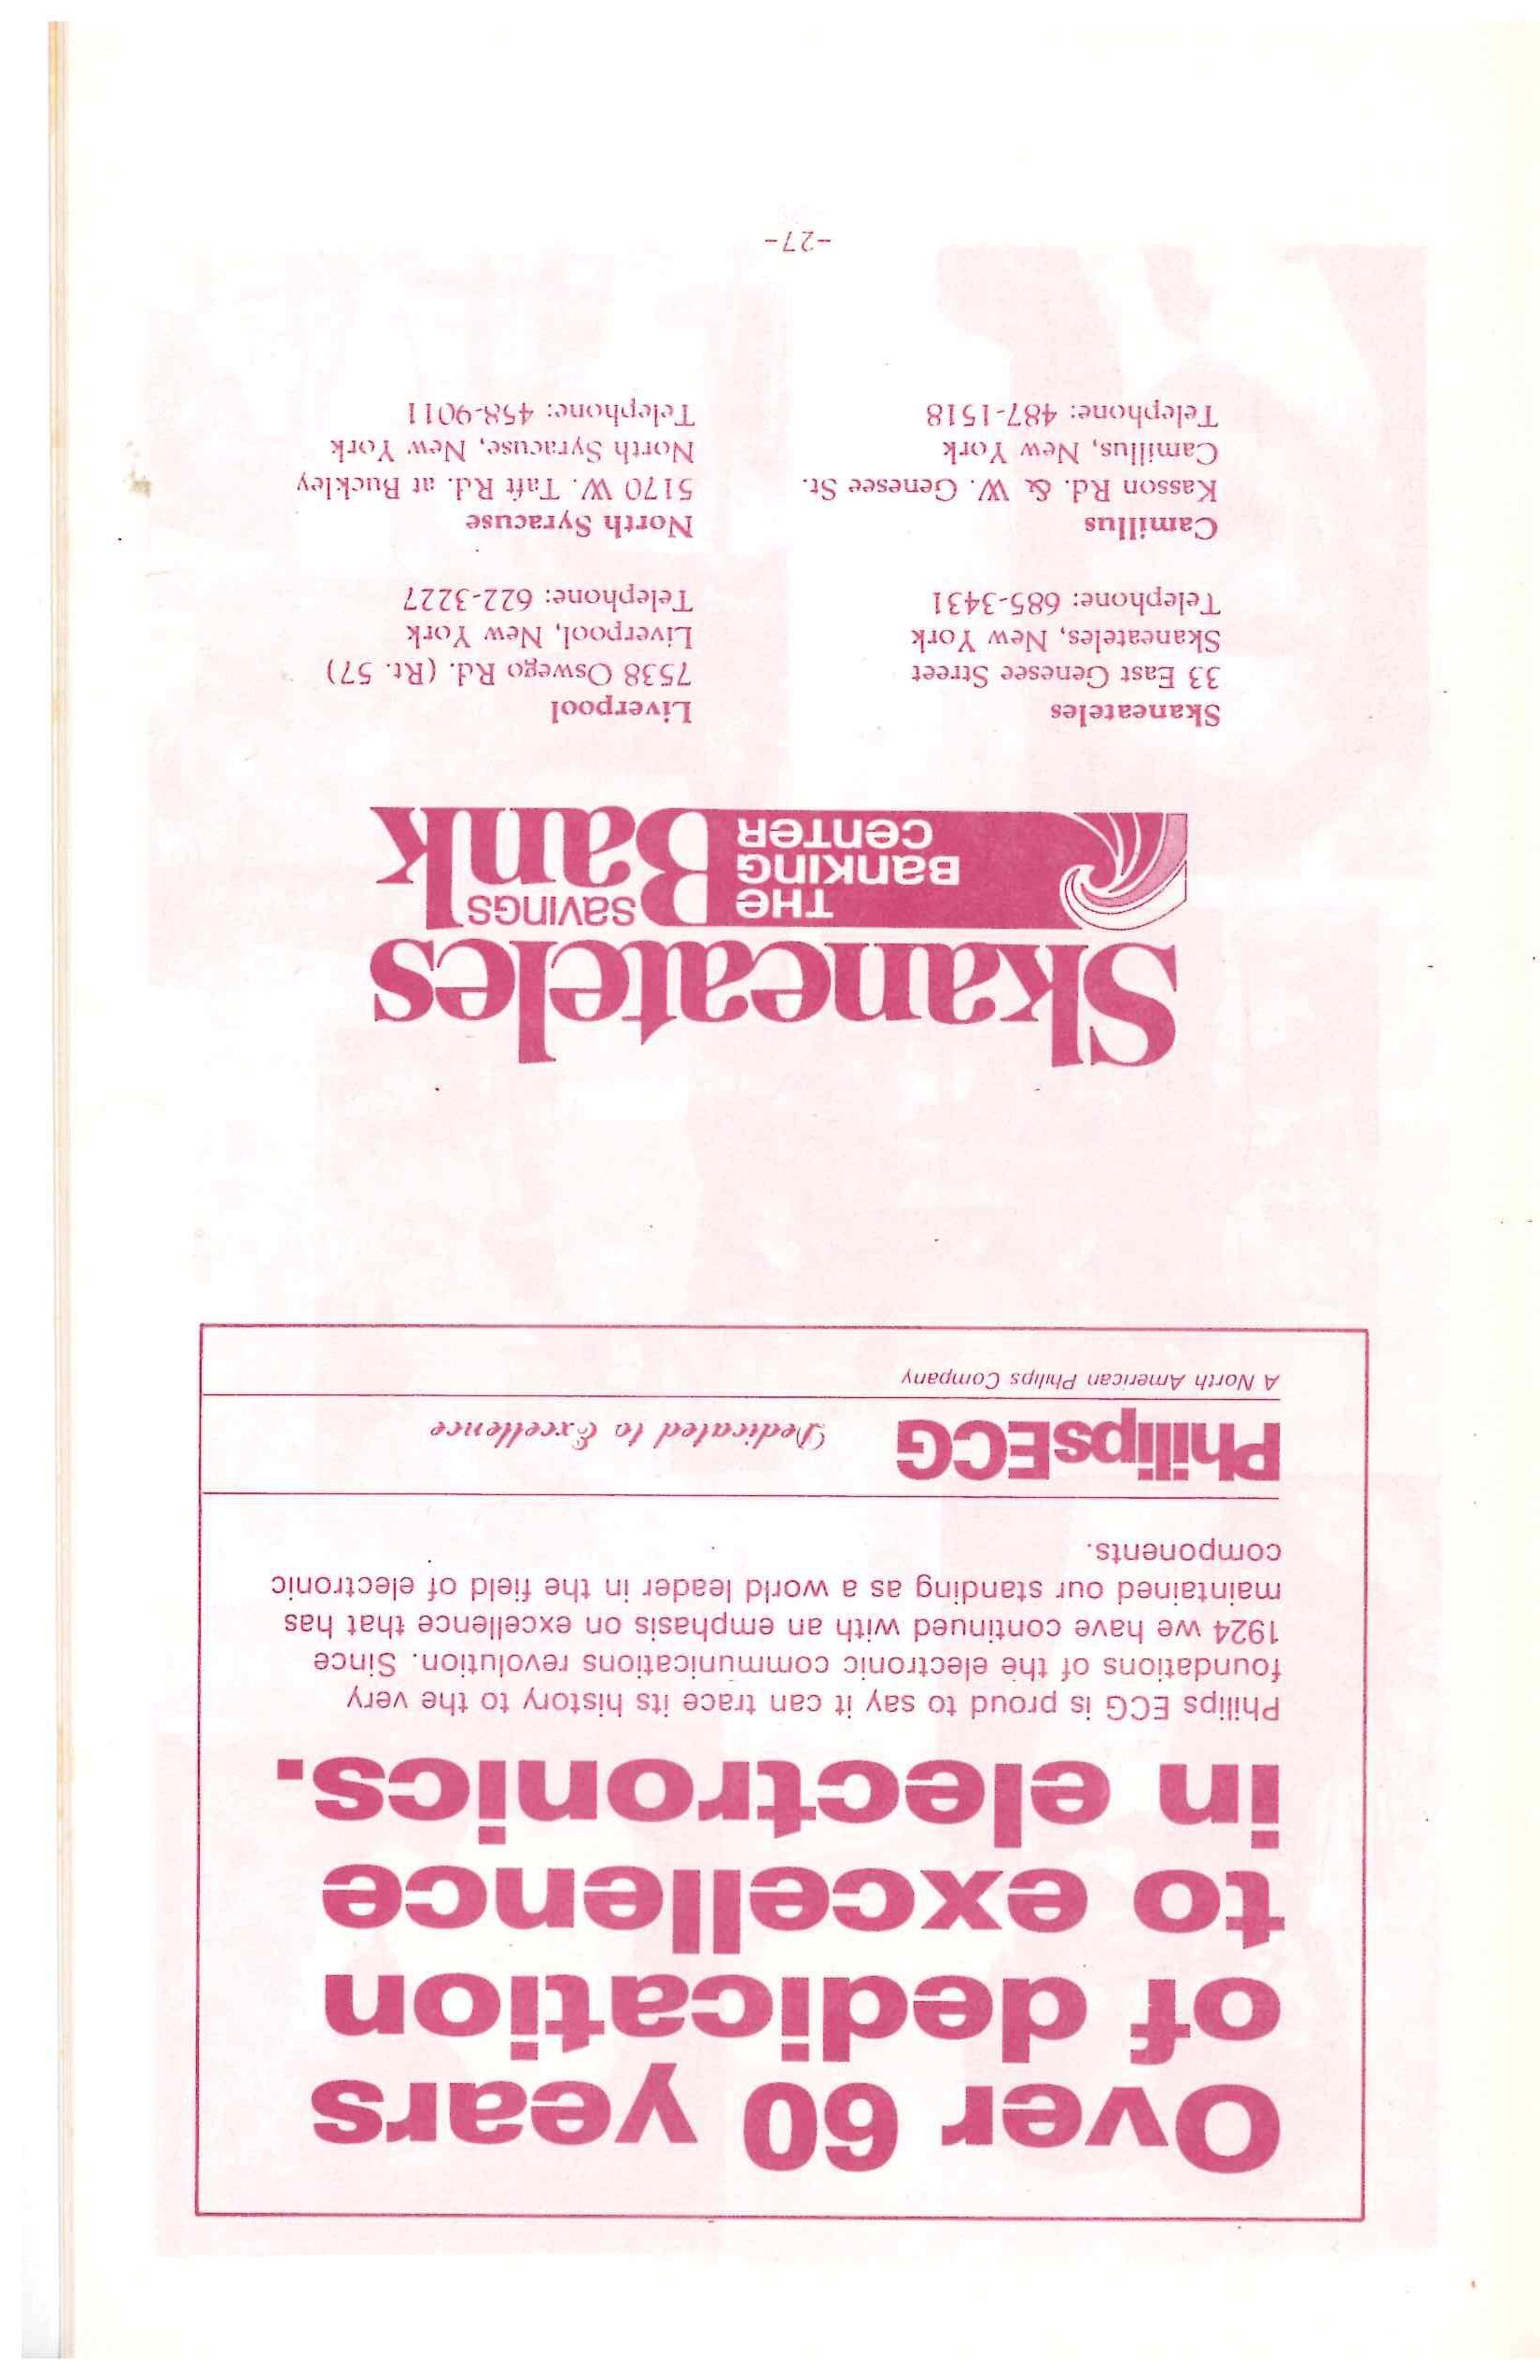 Over 60 years
of dedication
to excellence
in electronics.
Philips ECG is proud to say it can trace its history to the very
foundations of the electronic communications revolution. Since
1924 we have continued with an emphasis on excellence that has
maintained our standing as a world leader in the field of electronic
components.
PhilipsECG Dedicated to Excellence
A North American Philips Company
Skaneateles
savings
Bank
THE
BANKING
CENTER
Skaneateles
33 East Genesee Street
Skaneateles, New York
Telephone: 685-3431
Liverpool
7538 Oswego Rd. (Rt. 57)
Liverpool, New York
Telephone: 622-3227
Camillus
Kasson Rd. & W. Genesee St.
Camillus, New York
Telephone: 487-1518
North Syracuse
5170 W. Taft Rd. at Buckley
North Syracuse, New York
Telephone: 458-9011
-27-